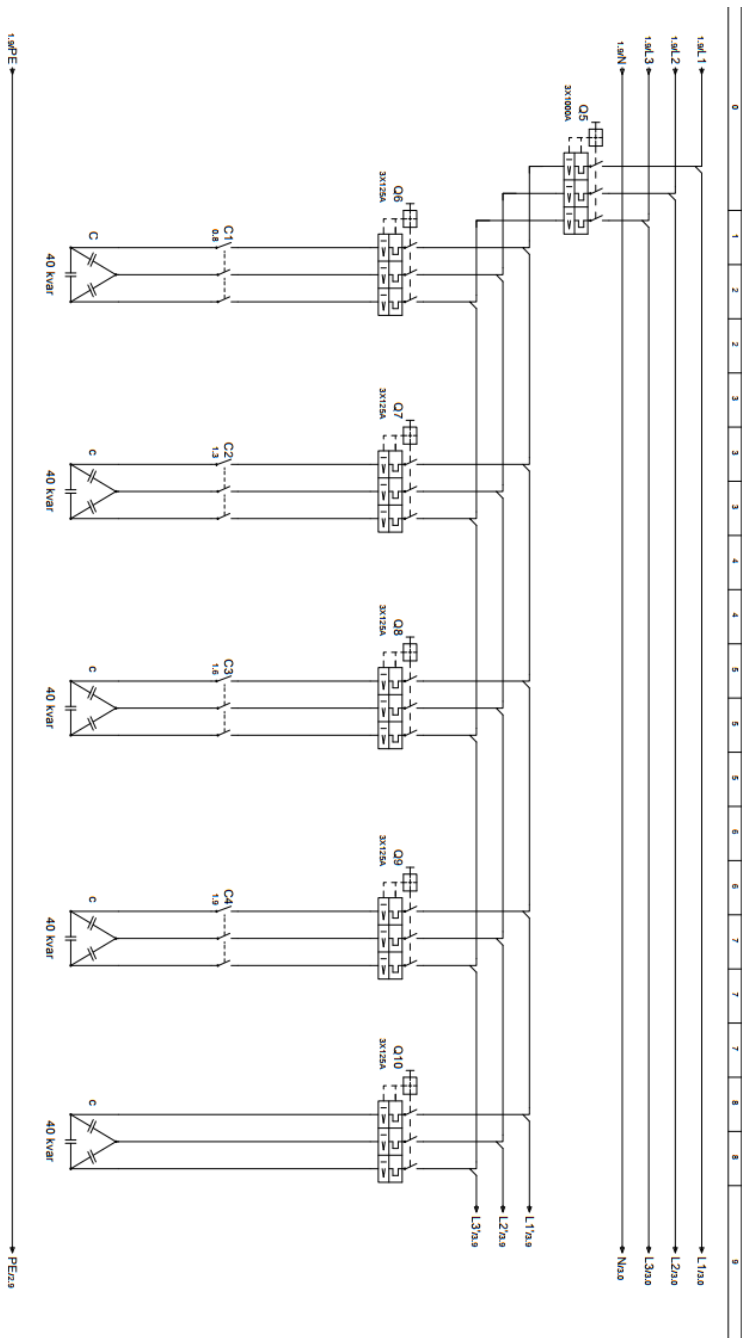 0
1
2
2
3
3
3
4
4
5
5
5
6
6
7
7
7
8
8
9
1.9/L1
1.9/L2
1.9/L3
1.9/N
1.9/PE
L1/3.0
L2/3.0
L3/3.0
N/3.0
PE/2.9
L1'/3.9
L2'/3.9
L3'/3.9
Q5
3X1000A
Q6
3X125A
Q7
3X125A
Q8
3X125A
Q9
3X125A
Q10
3X125A
C1
0.8
C2
1.3
C3
1.6
C4
1.9
C
40 kvar
C
40 kvar
C
40 kvar
C
40 kvar
C
40 kvar